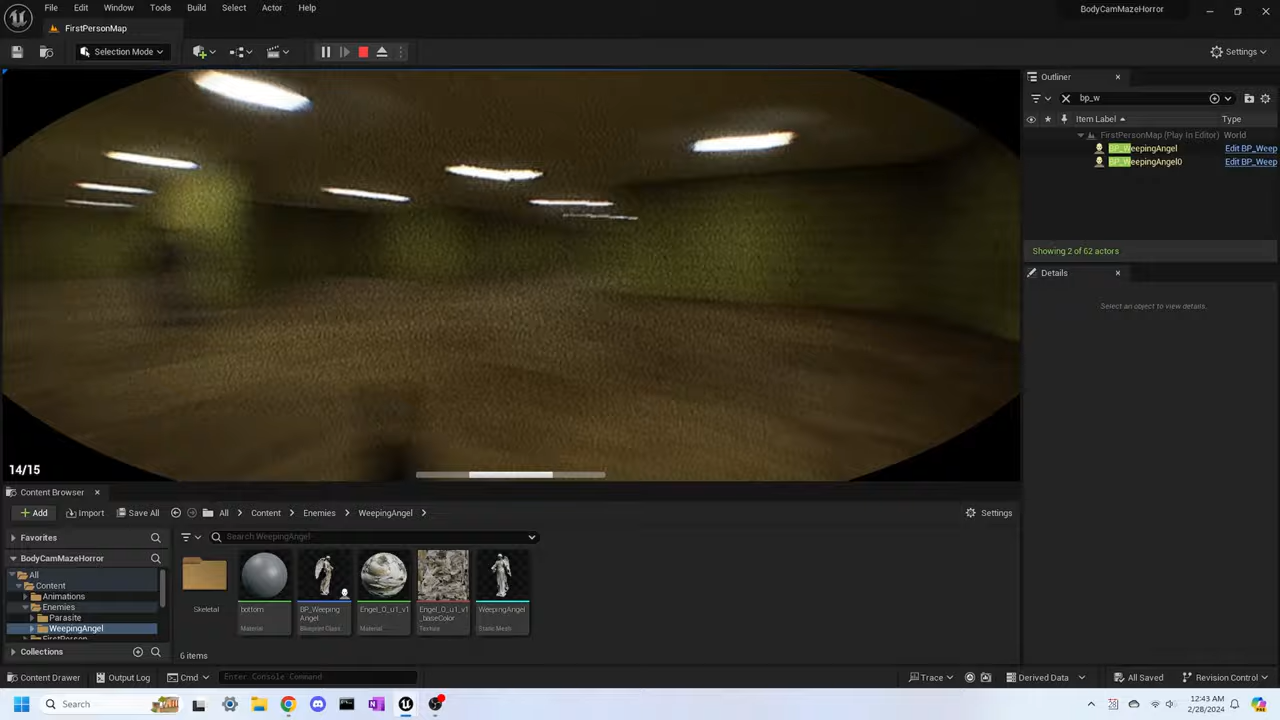 File Edit Window Tools Build Select Actor Help
BodyCamMazeHorror
FirstPersonMap
Selection Mode
Settings
Outliner
bp_w
Item Label
Type
FirstPersonMap (Play In Editor)
World
BP_WeepingAngel
Edit BP_Weep
BP_WeepingAngel0
Edit BP_Weep
Showing 2 of 62 actors
Details
Select an object to view details.
14/15
Content Browser
Add
Import
Save All
All
Content
Enemies
WeepingAngel
Settings
Favorites
Search WeepingAngel
BodyCamMazeHorror
All
Content
Animations
Enemies
Parasite
WeepingAngel
FirstPerson
Collections
Skeletal
bottom
Material
BP_Weeping
Angel
Blueprint Class
Engel_O_u1_v1
Material
Engel_O_u1_v1
_baseColor
Texture
WeepingAngel
Static Mesh
6 items
Content Drawer
Output Log
Cmd
Enter Console Command
Trace
Derived Data
All Saved
Revision Control
Search
12:43 AM
2/28/2024